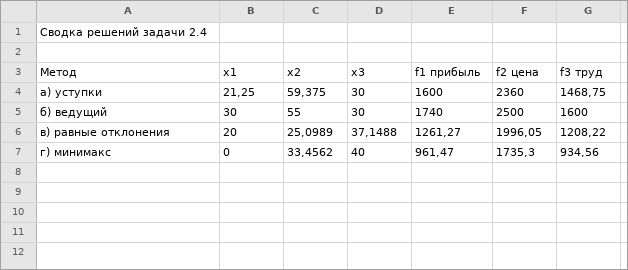 A B C D E F G
1 Сводка решений задачи 2.4
2
3 Метод x1 x2 x3 f1 прибыль f2 цена f3 труд
4 а) уступки 21,25 59,375 30 1600 2360 1468,75
5 б) ведущий 30 55 30 1740 2500 1600
6 в) равные отклонения 20 25,0989 37,1488 1261,27 1996,05 1208,22
7 г) минимакс 0 33,4562 40 961,47 1735,3 934,56
8
9
10
11
12